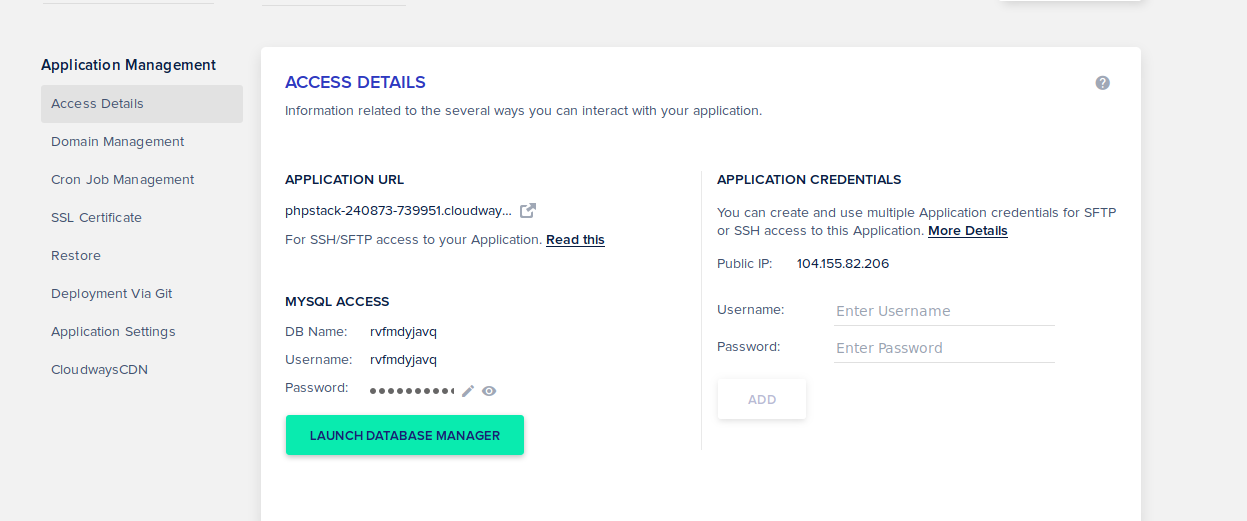 Application Management
Access Details
Domain Management
Cron Job Management
SSL Certificate
Restore
Deployment Via Git
Application Settings
CloudwaysCDN
ACCESS DETAILS
Information related to the several ways you can interact with your application.
APPLICATION URL
phpstack-240873-739951.cloudway...
For SSH/SFTP access to your Application. Read this
MYSQL ACCESS
DB Name: rvfmdyjavq
Username: rvfmdyjavq
Password: ••••••••••
LAUNCH DATABASE MANAGER
APPLICATION CREDENTIALS
You can create and use multiple Application credentials for SFTP
or SSH access to this Application. More Details
Public IP: 104.155.82.206
Username: Enter Username
Password: Enter Password
ADD